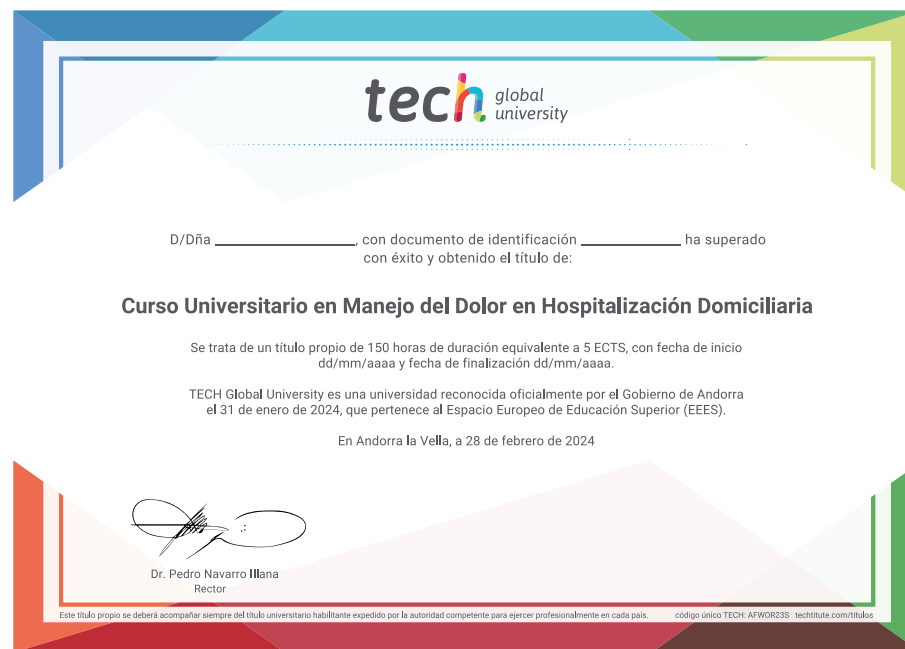 tech global university
D/Dña ____________________, con documento de identificación ______________ ha superado
con éxito y obtenido el título de:
Curso Universitario en Manejo del Dolor en Hospitalización Domiciliaria
Se trata de un título propio de 150 horas de duración equivalente a 5 ECTS, con fecha de inicio
dd/mm/aaaa y fecha de finalización dd/mm/aaaa.
TECH Global University es una universidad reconocida oficialmente por el Gobierno de Andorra
el 31 de enero de 2024, que pertenece al Espacio Europeo de Educación Superior (EEES).
En Andorra la Vella, a 28 de febrero de 2024
Dr. Pedro Navarro Illana
Rector
Este título propio se deberá acompañar siempre del título universitario habilitante expedido por la autoridad competente para ejercer profesionalmente en cada país. código único TECH: AFWOR23S techtitute.com/titulos